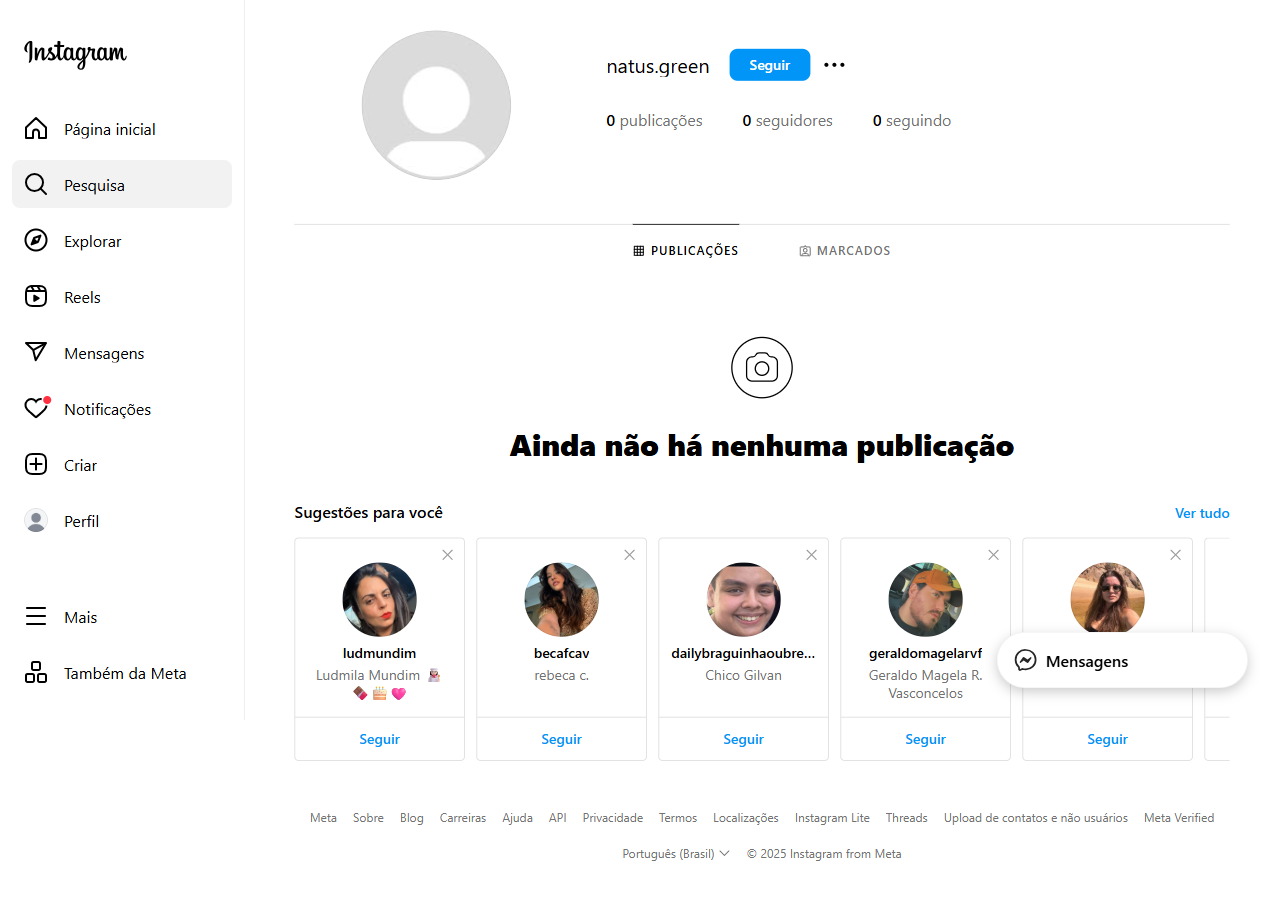 Instagram
Página inicial
Pesquisa
Explorar
Reels
Mensagens
Notificações
Criar
Perfil
Mais
Também da Meta
natus.green Seguir
0 publicações 0 seguidores 0 seguindo
PUBLICAÇÕES MARCADOS
Ainda não há nenhuma publicação
Sugestões para você Ver tudo
ludmundim
Ludmila Mundim 👩🏻‍🍳
🍫 🎂 💗
Seguir
becafcav
rebeca c.
Seguir
dailybraguinhaoubre...
Chico Gilvan
Seguir
geraldomagelarvf
Geraldo Magela R.
Vasconcelos
Seguir
Seguir
Mensagens
Meta Sobre Blog Carreiras Ajuda API Privacidade Termos Localizações Instagram Lite Threads Upload de contatos e não usuários Meta Verified
Português (Brasil) © 2025 Instagram from Meta